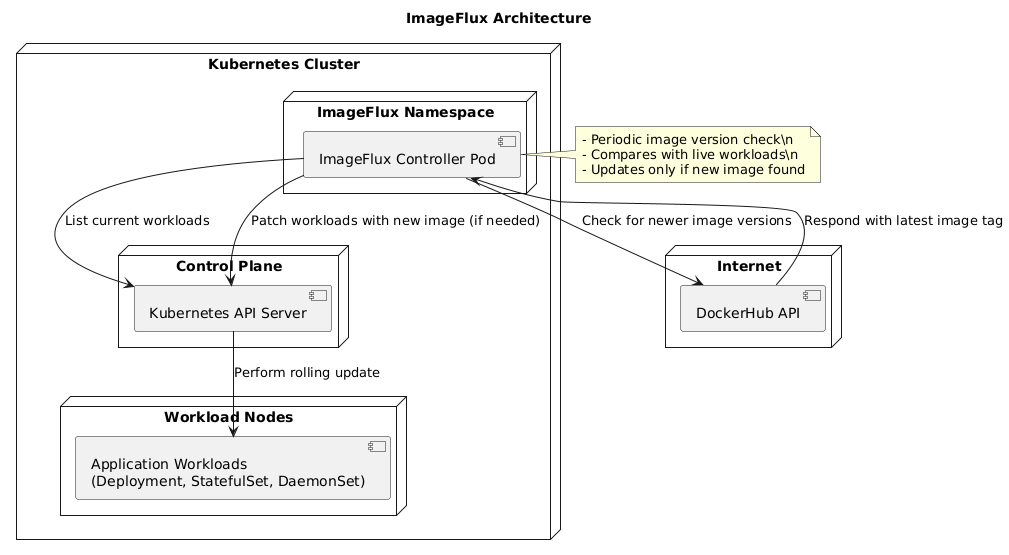 ImageFlux Architecture
Kubernetes Cluster
ImageFlux Namespace
ImageFlux Controller Pod
- Periodic image version check\n
- Compares with live workloads\n
- Updates only if new image found
List current workloads
Patch workloads with new image (if needed)
Check for newer image versions
Respond with latest image tag
Control Plane
Kubernetes API Server
Internet
DockerHub API
Perform rolling update
Workload Nodes
Application Workloads
(Deployment, StatefulSet, DaemonSet)